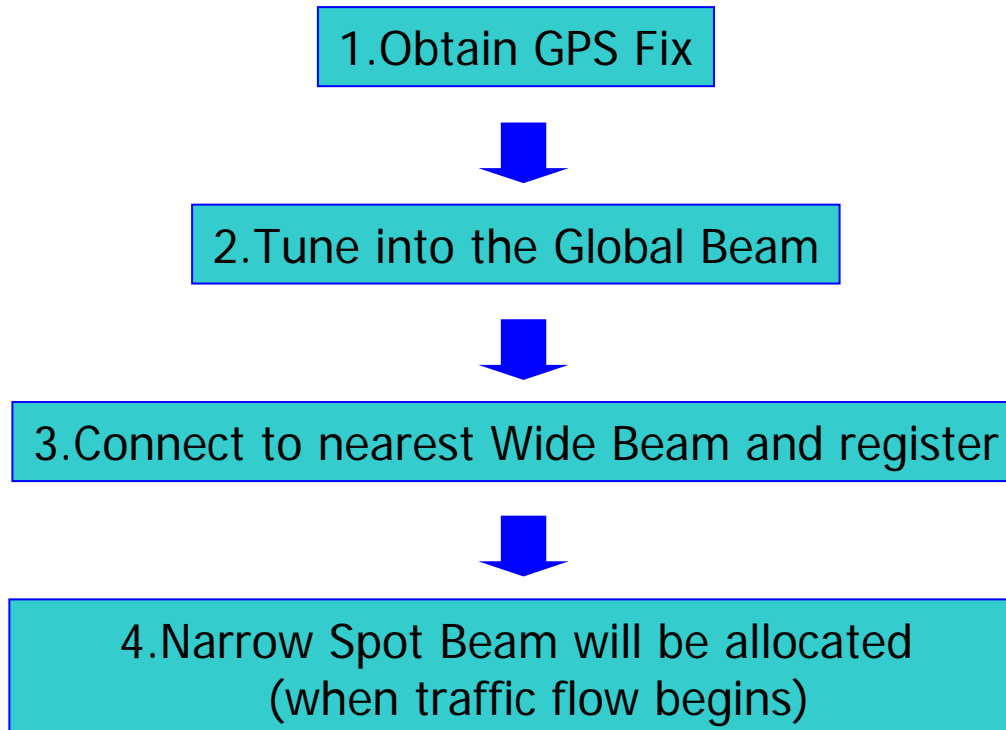 1.Obtain GPS Fix
2.Tune into the Global Beam
3.Connect to nearest Wide Beam and register
4.Narrow Spot Beam will be allocated
(when traffic flow begins)